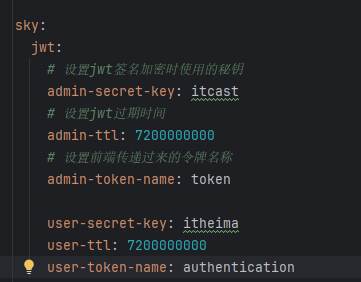 sky:
jwt:
# 设置jwt签名加密时使用的秘钥
admin-secret-key: itcast
# 设置jwt过期时间
admin-ttl: 7200000000
# 设置前端传递过来的令牌名称
admin-token-name: token
user-secret-key: itheima
user-ttl: 7200000000
user-token-name: authentication